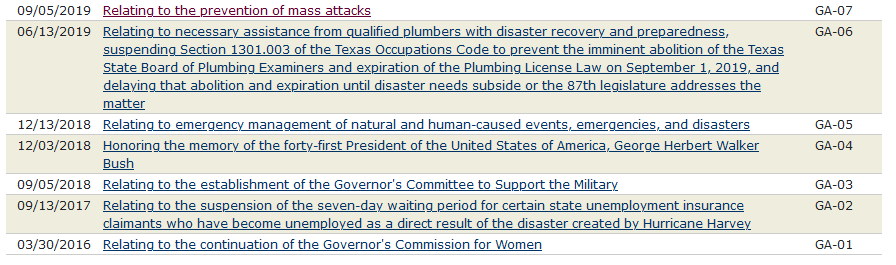 09/05/2019 Relating to the prevention of mass attacks GA-07
06/13/2019 Relating to necessary assistance from qualified plumbers with disaster recovery and preparedness, GA-06
suspending Section 1301.003 of the Texas Occupations Code to prevent the imminent abolition of the Texas
State Board of Plumbing Examiners and expiration of the Plumbing License Law on September 1, 2019, and
delaying that abolition and expiration until disaster needs subside or the 87th legislature addresses the
matter
12/13/2018 Relating to emergency management of natural and human-caused events, emergencies, and disasters GA-05
12/03/2018 Honoring the memory of the forty-first President of the United States of America, George Herbert Walker GA-04
Bush
09/05/2018 Relating to the establishment of the Governor's Committee to Support the Military GA-03
09/13/2017 Relating to the suspension of the seven-day waiting period for certain state unemployment insurance GA-02
claimants who have become unemployed as a direct result of the disaster created by Hurricane Harvey
03/30/2016 Relating to the continuation of the Governor's Commission for Women GA-01